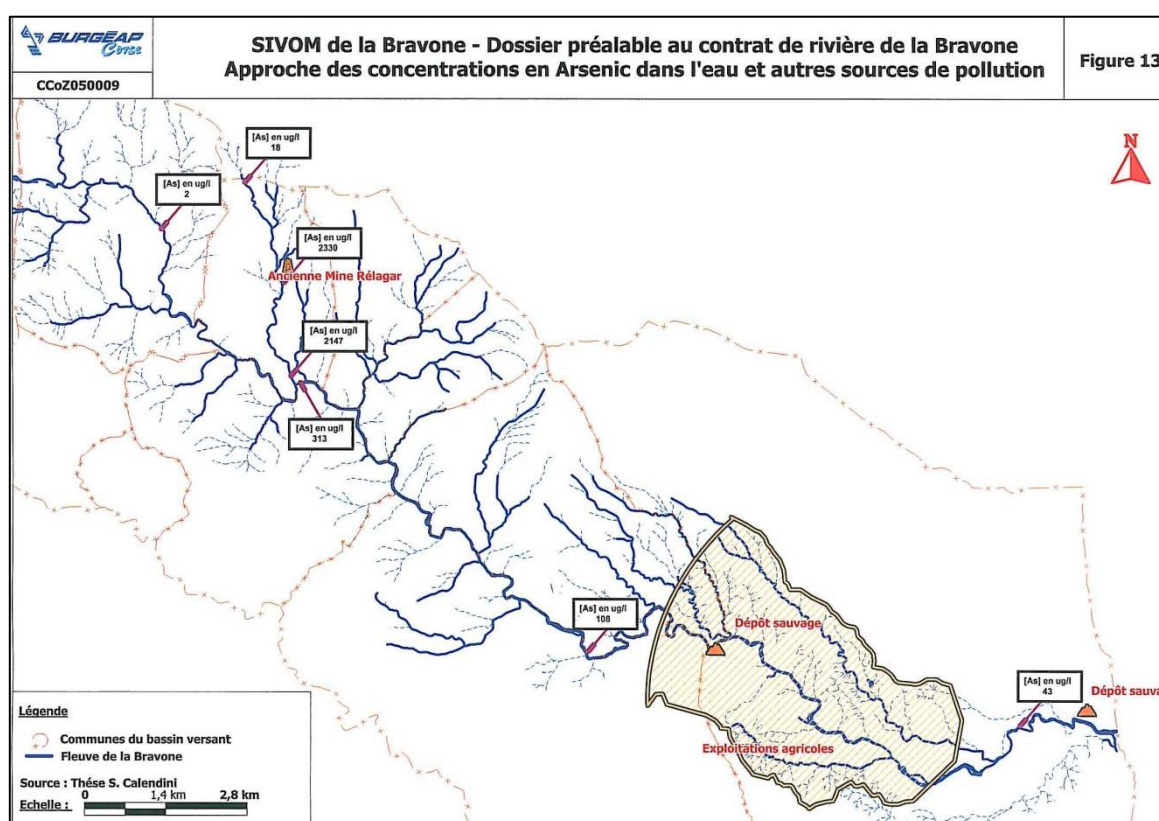 BURGÉAP
Corse
CCoZ050009
SIVOM de la Bravone - Dossier préalable au contrat de rivière de la Bravone
Approche des concentrations en Arsenic dans l'eau et autres sources de pollution
Figure 13
N
[As] en ug/l
18
[As] en ug/l
2
[As] en ug/l
2330
Ancienne Mine Rélagar
[As] en ug/l
2147
[As] en ug/l
313
[As] en ug/l
108
Dépôt sauvage
[As] en ug/l
43
Dépôt sauva
Exploitations agricoles
Légende
Communes du bassin versant
Fleuve de la Bravone
Source : Thése S. Calendini
Echelle :
0 1,4 km 2,8 km